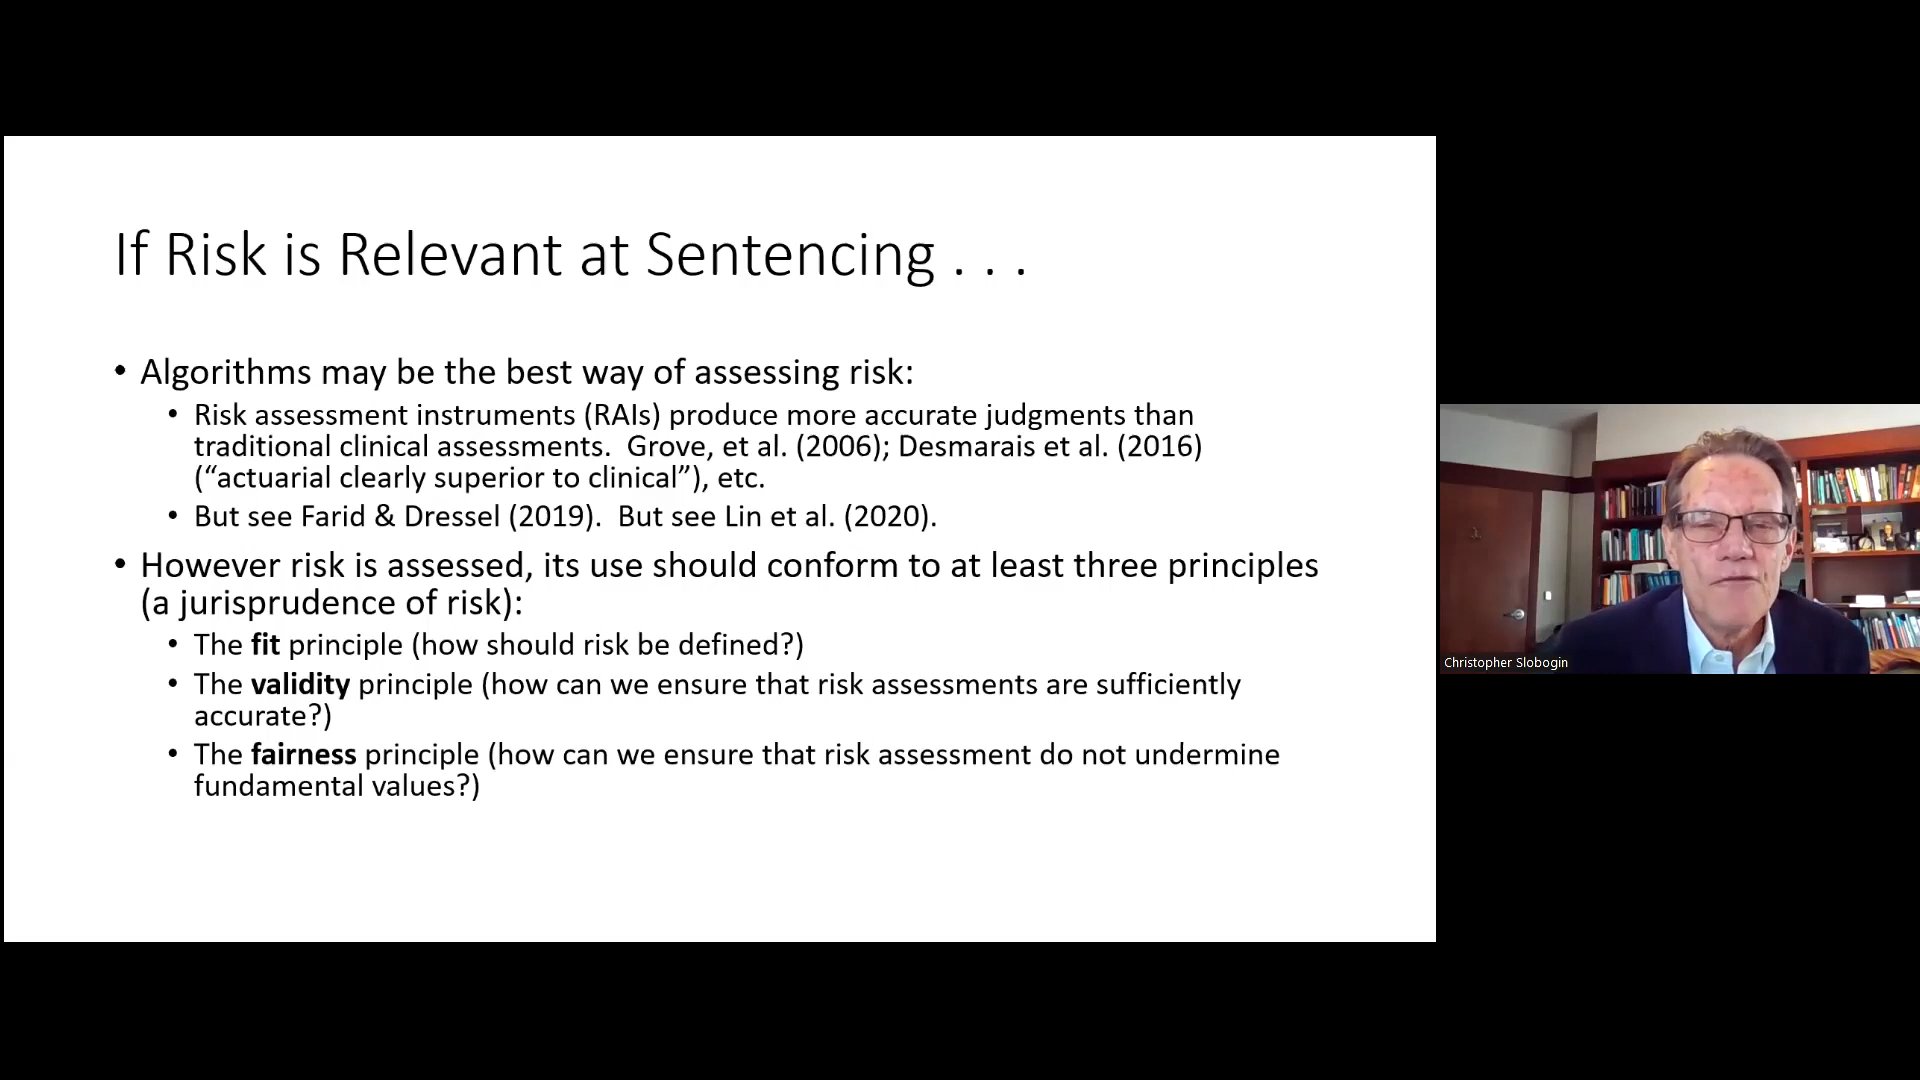 If Risk is Relevant at Sentencing . . .
• Algorithms may be the best way of assessing risk:
• Risk assessment instruments (RAIs) produce more accurate judgments than
traditional clinical assessments.  Grove, et al. (2006); Desmarais et al. (2016)
(“actuarial clearly superior to clinical”), etc.
• But see Farid & Dressel (2019).  But see Lin et al. (2020).
• However risk is assessed, its use should conform to at least three principles
(a jurisprudence of risk):
• The fit principle (how should risk be defined?)
• The validity principle (how can we ensure that risk assessments are sufficiently
accurate?)
• The fairness principle (how can we ensure that risk assessment do not undermine
fundamental values?)
Christopher Slobogin